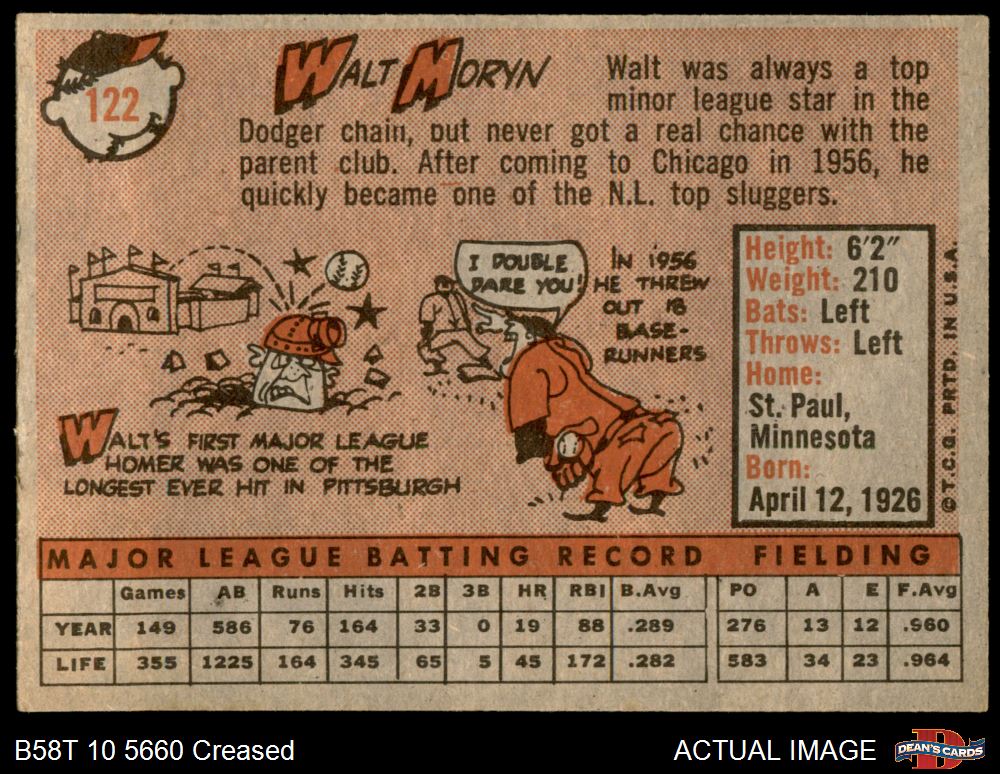 122
WALT MORYN
Walt was always a top
minor league star in the
Dodger chain, but never got a real chance with the
parent club. After coming to Chicago in 1956, he
quickly became one of the N.L. top sluggers.
WALT'S FIRST MAJOR LEAGUE
HOMER WAS ONE OF THE
LONGEST EVER HIT IN PITTSBURGH
I DOUBLE
DARE YOU!
IN 1956
HE THREW
OUT 18
BASE-
RUNNERS
Height: 6'2"
Weight: 210
Bats: Left
Throws: Left
Home:
St. Paul,
Minnesota
Born:
April 12, 1926
©T.C.G. PRTD. IN U.S.A.
MAJOR LEAGUE BATTING RECORD FIELDING
Games AB Runs Hits 2B 3B HR RBI B.Avg PO A E F.Avg
YEAR 149 586 76 164 33 0 19 88 .289 276 13 12 .960
LIFE 355 1225 164 345 65 5 45 172 .282 583 34 23 .964
B58T 10 5660 Creased
ACTUAL IMAGE
D
DEAN'S CARDS